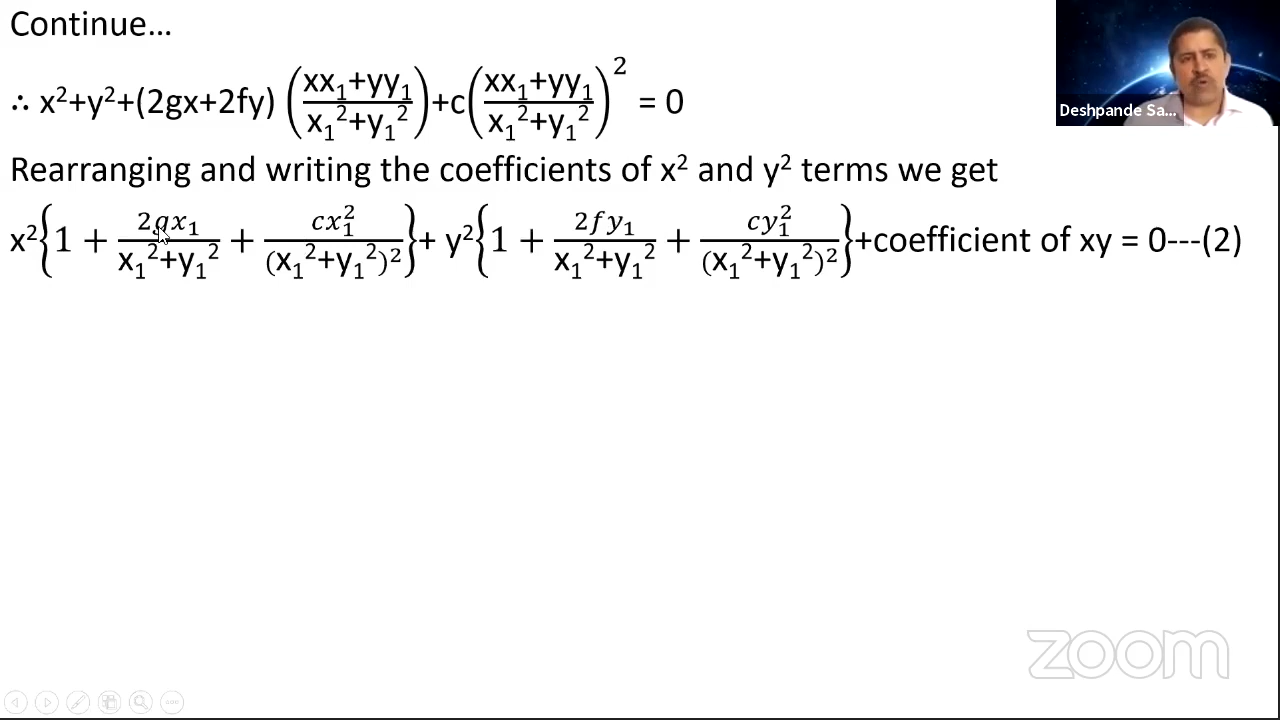 Continue...
∴ x²+y²+(2gx+2fy) ((xx₁+yy₁)/(x₁²+y₁²))+c((xx₁+yy₁)/(x₁²+y₁²))² = 0
Rearranging and writing the coefficients of x² and y² terms we get
x²{1 + 2gx₁/(x₁²+y₁²) + cx₁²/(x₁²+y₁²)²}+ y²{1 + 2fy₁/(x₁²+y₁²) + cy₁²/(x₁²+y₁²)²}+coefficient of xy = 0---(2)
Deshpande Sa...
zoom